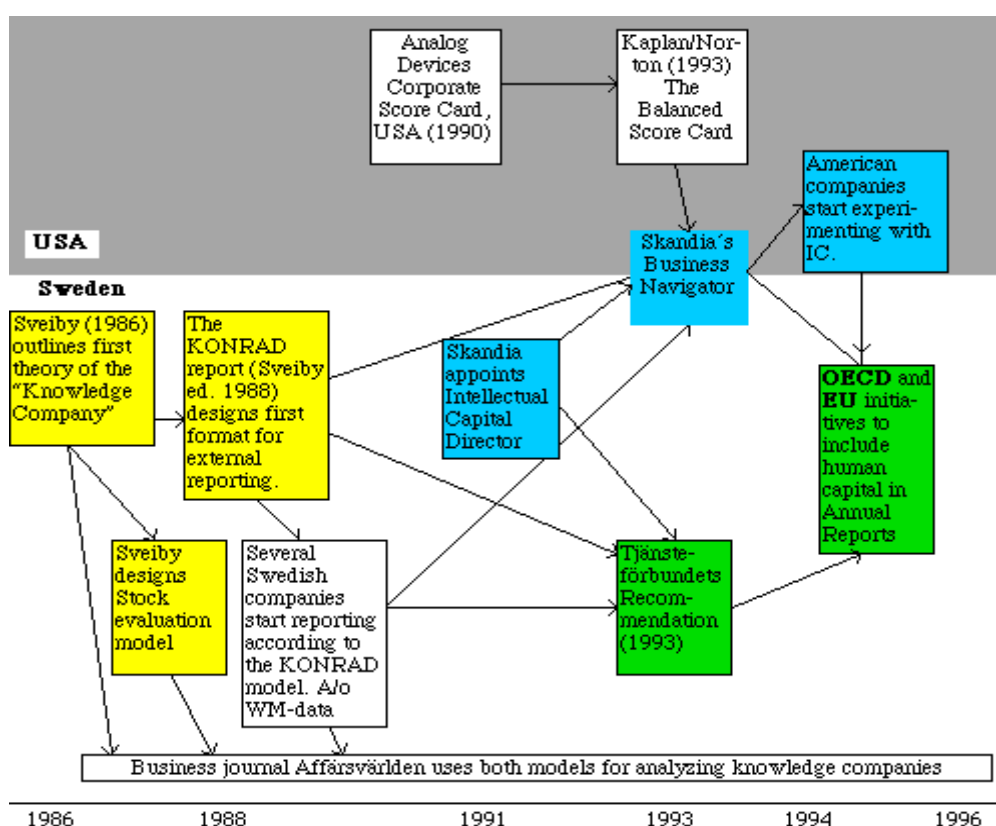 Analog
Devices
Corporate
Score Card,
USA (1990)
Kaplan/Nor-
ton (1993)
The
Balanced
Score Card
American
companies
start experi-
menting with
IC.
USA
Skandia´s
Business
Navigator
Sweden
Sveiby (1986)
outlines first
theory of the
“Knowledge
Company”
The
KONRAD
report (Sveiby
ed. 1988)
designs first
format for
external
reporting.
Skandia
appoints
Intellectual
Capital
Director
OECD and
EU initia-
tives to
include
human
capital in
Annual
Reports
Sveiby
designs
Stock
evaluation
model
Several
Swedish
companies
start reporting
according to
the KONRAD
model. A/o
WM-data
Tjänste-
förbundets
Recom-
mendation
(1993)
Business journal Affärsvärlden uses both models for analyzing knowledge companies
1986 1988 1991 1993 1994 1996